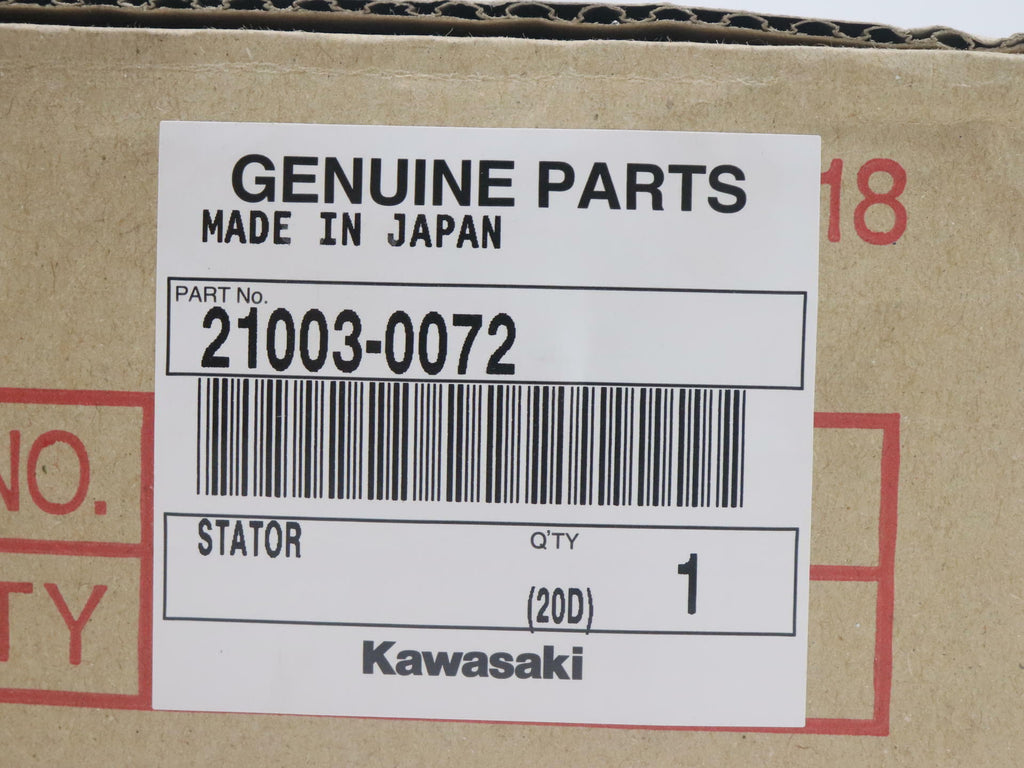 GENUINE PARTS
MADE IN JAPAN
18
PART No.
21003-0072
NO.
STATOR
Q'TY
TY
(20D)
1
Kawasaki